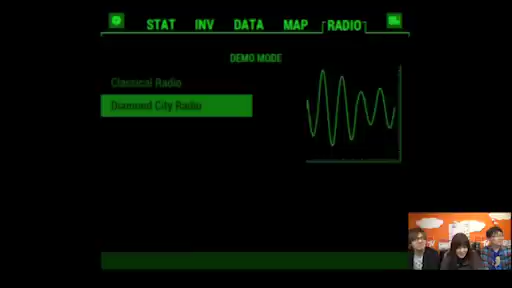 STAT INV DATA MAP RADIO
DEMO MODE
Classical Radio
Diamond City Radio